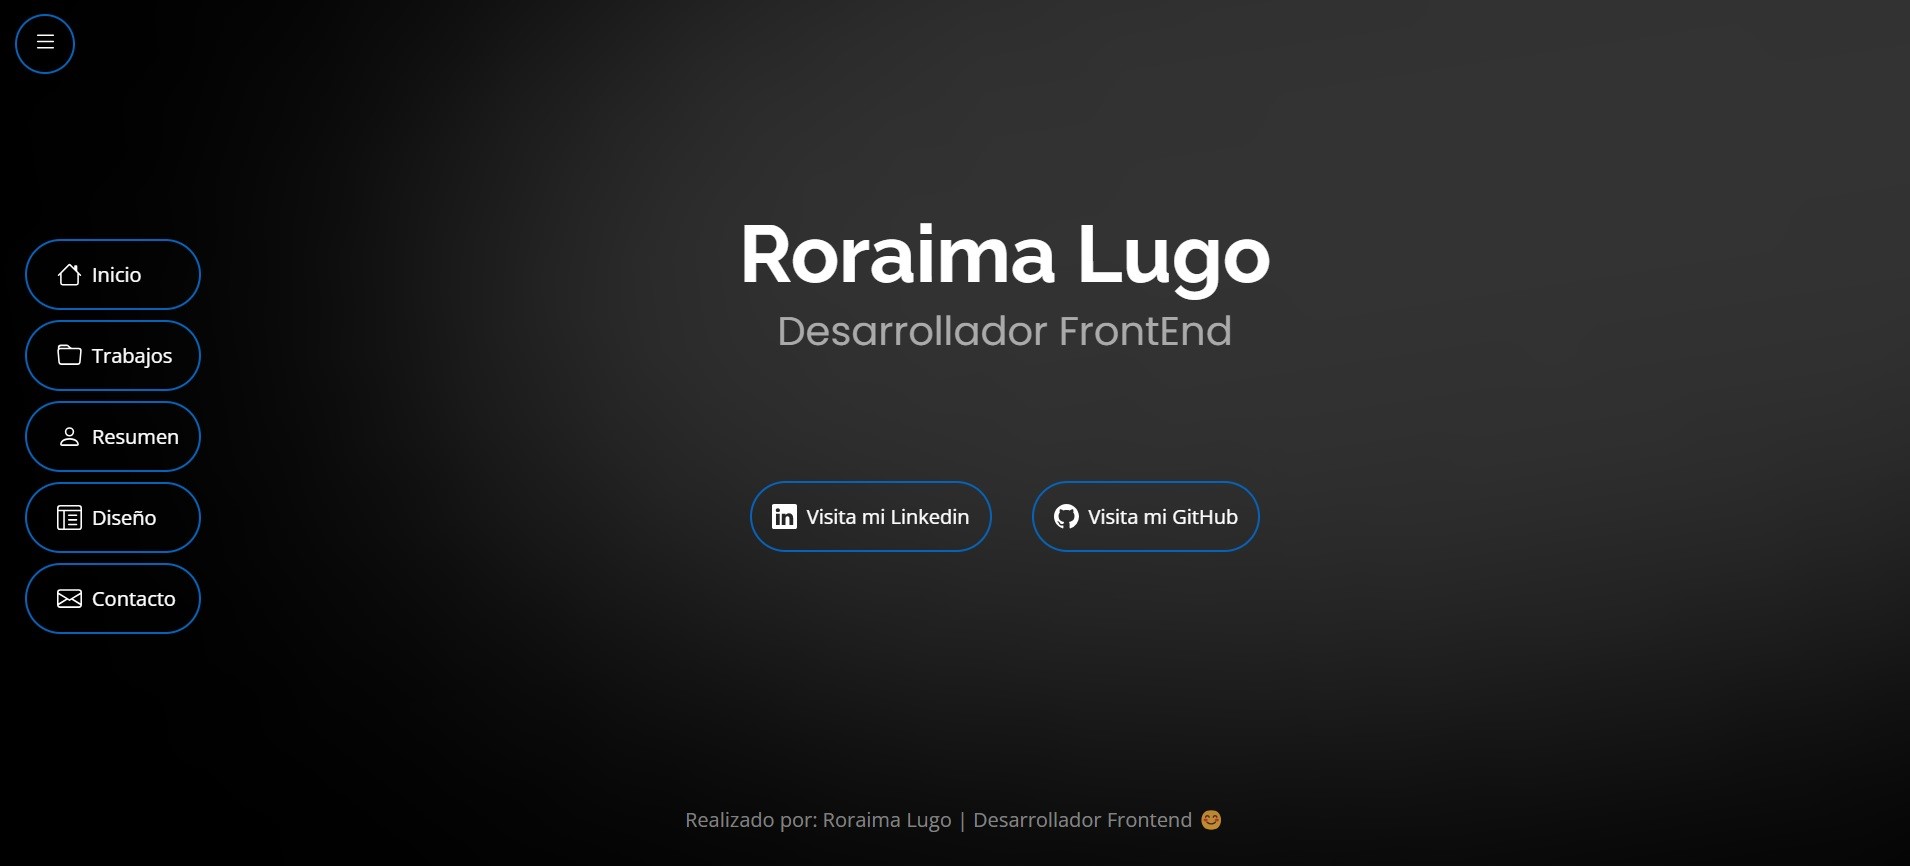 Inicio
Trabajos
Resumen
Diseño
Contacto
Roraima Lugo
Desarrollador FrontEnd
Visita mi Linkedin
Visita mi GitHub
Realizado por: Roraima Lugo | Desarrollador Frontend 😊